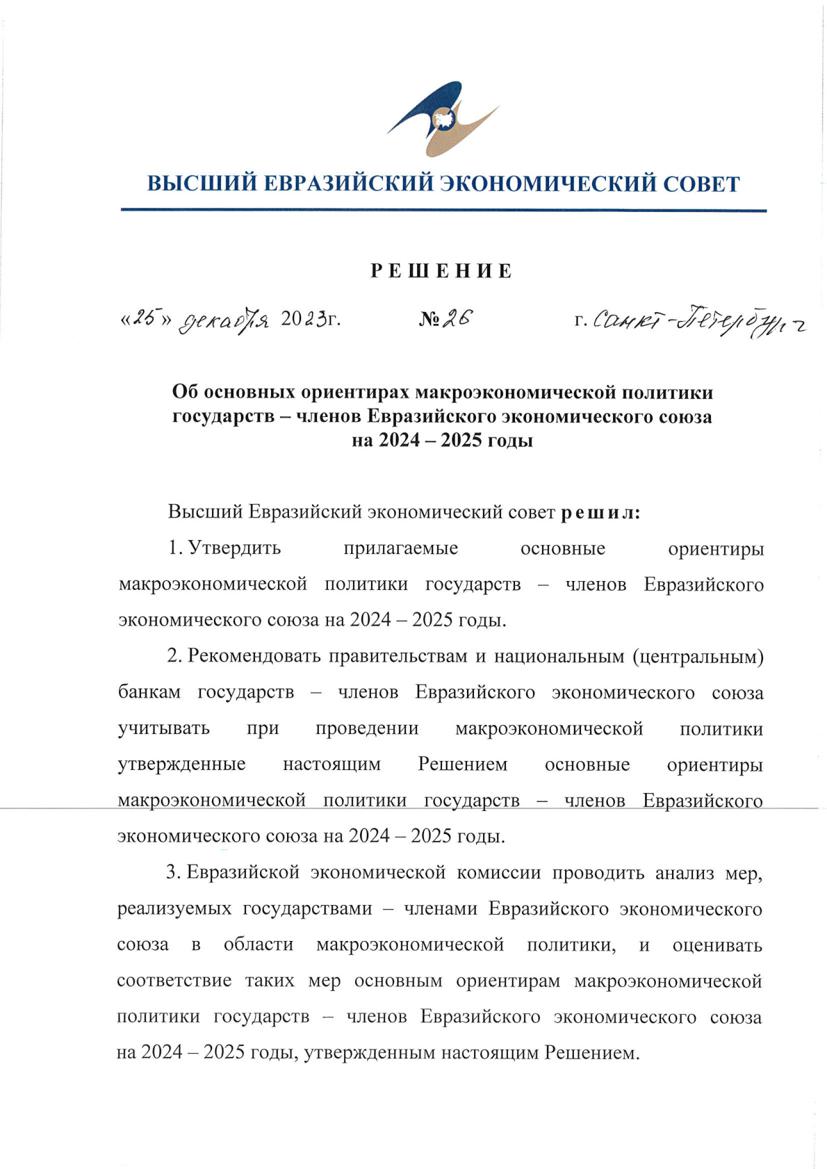 ВЫСШИЙ ЕВРАЗИЙСКИЙ ЭКОНОМИЧЕСКИЙ СОВЕТ
Р Е Ш Е Н И Е
«25» декабря 2023г. № 26 г. Санкт-Петербург
Об основных ориентирах макроэкономической политики
государств – членов Евразийского экономического союза
на 2024 – 2025 годы
Высший Евразийский экономический совет р е ш и л:
1. Утвердить прилагаемые основные ориентиры
макроэкономической политики государств – членов Евразийского
экономического союза на 2024 – 2025 годы.
2. Рекомендовать правительствам и национальным (центральным)
банкам государств – членов Евразийского экономического союза
учитывать при проведении макроэкономической политики
утвержденные настоящим Решением основные ориентиры
макроэкономической политики государств – членов Евразийского
экономического союза на 2024 – 2025 годы.
3. Евразийской экономической комиссии проводить анализ мер,
реализуемых государствами – членами Евразийского экономического
союза в области макроэкономической политики, и оценивать
соответствие таких мер основным ориентирам макроэкономической
политики государств – членов Евразийского экономического союза
на 2024 – 2025 годы, утвержденным настоящим Решением.